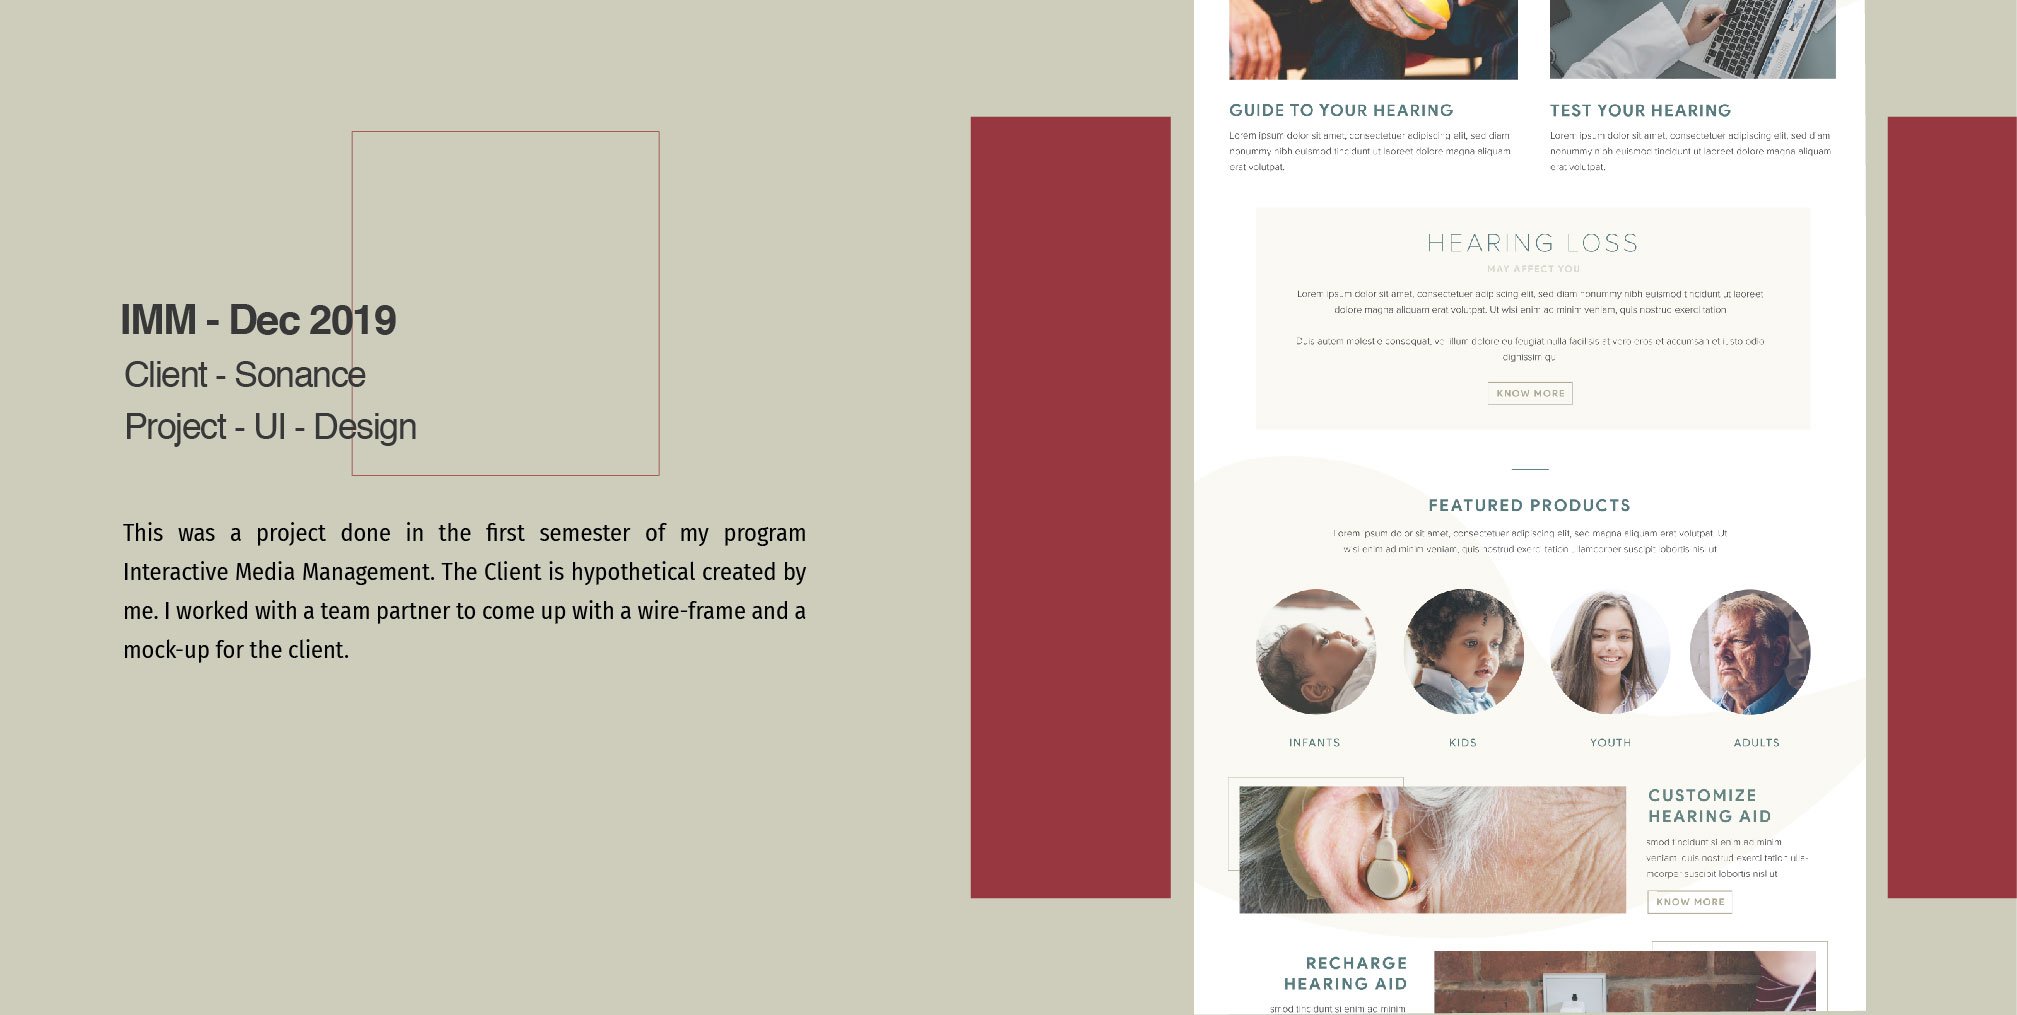 IMM - Dec 2019
Client - Sonance
Project - UI - Design
This was a project done in the first semester of my program
Interactive Media Management. The Client is hypothetical created by
me. I worked with a team partner to come up with a wire-frame and a
mock-up for the client.
GUIDE TO YOUR HEARING
Lorem ipsum dolor sit amet, consectetuer adipiscing elit, sed diam
nonummy nibh euismod tincidunt ut laoreet dolore magna aliquam
erat volutpat.
TEST YOUR HEARING
Lorem ipsum dolor sit amet, consectetuer adipiscing elit, sed diam
nonummy nibh euismod tincidunt ut laoreet dolore magna aliquam
erat volutpat.
HEARING LOSS
MAY AFFECT YOU
Lorem ipsum dolor sit amet, consectetuer adipiscing elit, sed diam nonummy nibh euismod tincidunt ut laoreet
dolore magna aliquam erat volutpat. Ut wisi enim ad minim veniam, quis nostrud exerci tation
Duis autem molestie consequat, vel illum dolore eu feugiat nulla facilisis at vero eros et accumsan et iusto odio
dignissim qu
KNOW MORE
FEATURED PRODUCTS
Lorem ipsum dolor sit amet, consectetuer adipiscing elit, sed magna aliquam erat volutpat. Ut
wisi enim ad minim veniam, quis nostrud exerci tation ullamcorper suscipit lobortis nisl ut
INFANTS
KIDS
YOUTH
ADULTS
CUSTOMIZE
HEARING AID
smod tincidunt si enim ad minim
veniam, quis nostrud exerci tation ulla-
mcorper suscipit lobortis nisl ut
KNOW MORE
RECHARGE
HEARING AID
smod tincidunt si enim ad minim